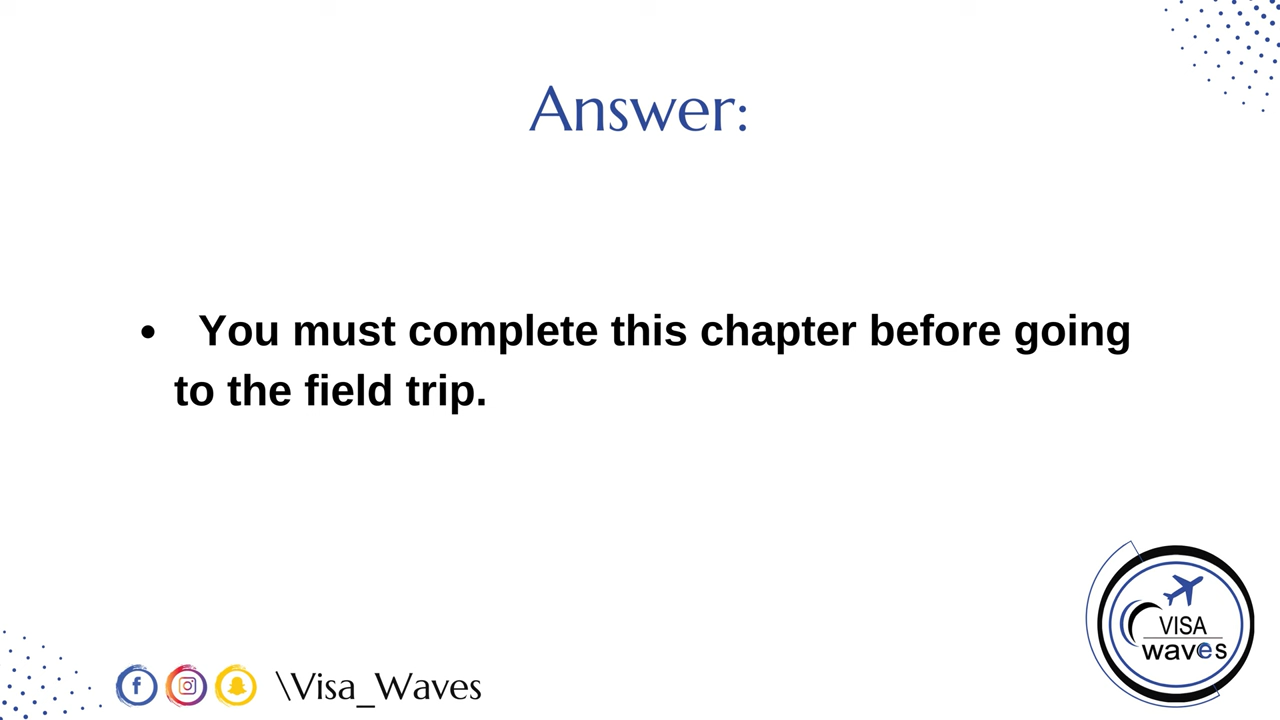 Answer:
• You must complete this chapter before going
to the field trip.
VISA
waves
\Visa_Waves